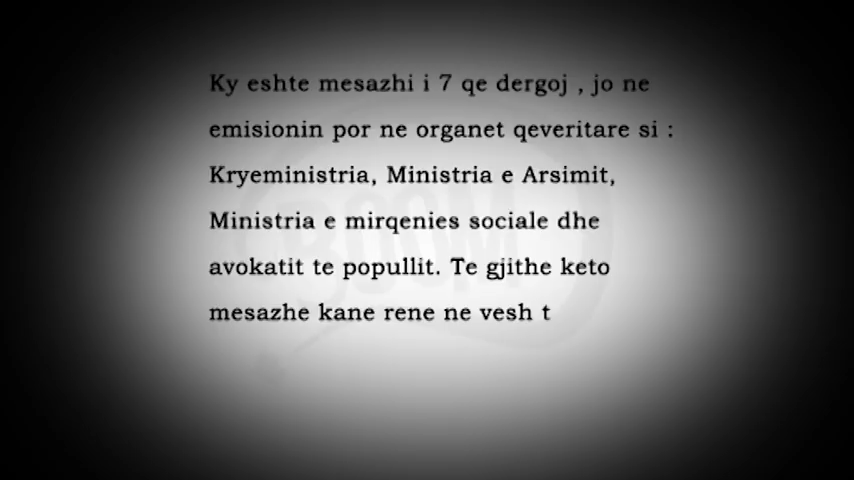 Ky eshte mesazhi i 7 qe dergoj , jo ne
emisionin por ne organet qeveritare si :
Kryeministria, Ministria e Arsimit,
Ministria e mirqenies sociale dhe
avokatit te popullit. Te gjithe keto
mesazhe kane rene ne vesh t
BOOM